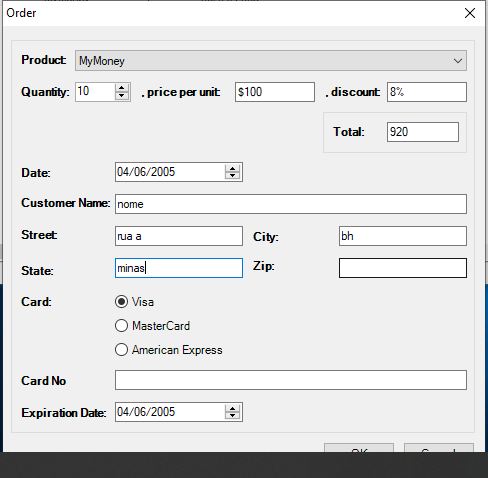 Order
Product: MyMoney
Quantity: 10 , price per unit: $100 , discount: 8%
Total: 920
Date: 04/06/2005
Customer Name: nome
Street: rua a City: bh
State: minas Zip:
Card: Visa
MasterCard
American Express
Card No
Expiration Date: 04/06/2005